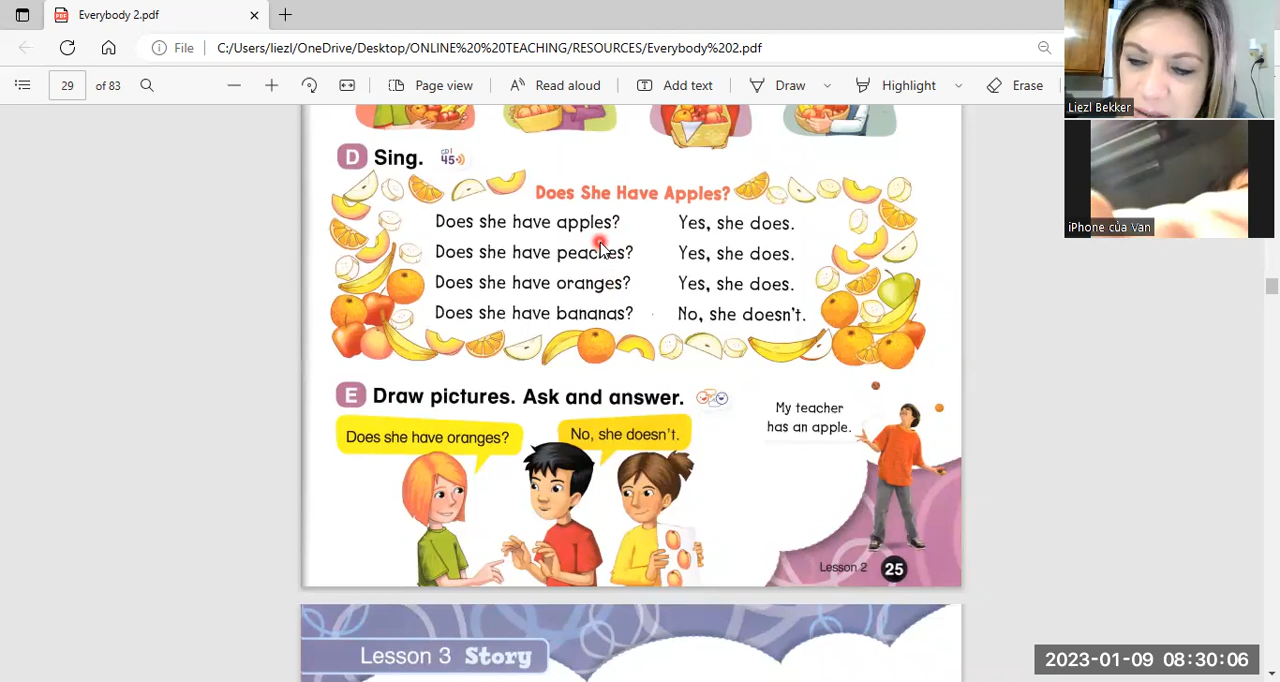 Everybody 2.pdf
File
C:/Users/liezl/OneDrive/Desktop/ONLINE%20%20TEACHING/RESOURCES/Everybody%202.pdf
29 of 83
Page view
Read aloud
Add text
Draw
Highlight
Erase
Liezl Bekker
iPhone của Van
D Sing.
CD1
45
Does She Have Apples?
Does she have apples? Yes, she does.
Does she have peaches? Yes, she does.
Does she have oranges? Yes, she does.
Does she have bananas? No, she doesn't.
E Draw pictures. Ask and answer.
Does she have oranges?
No, she doesn't.
My teacher
has an apple.
Lesson 2 25
Lesson 3 Story
2023-01-09 08:30:06